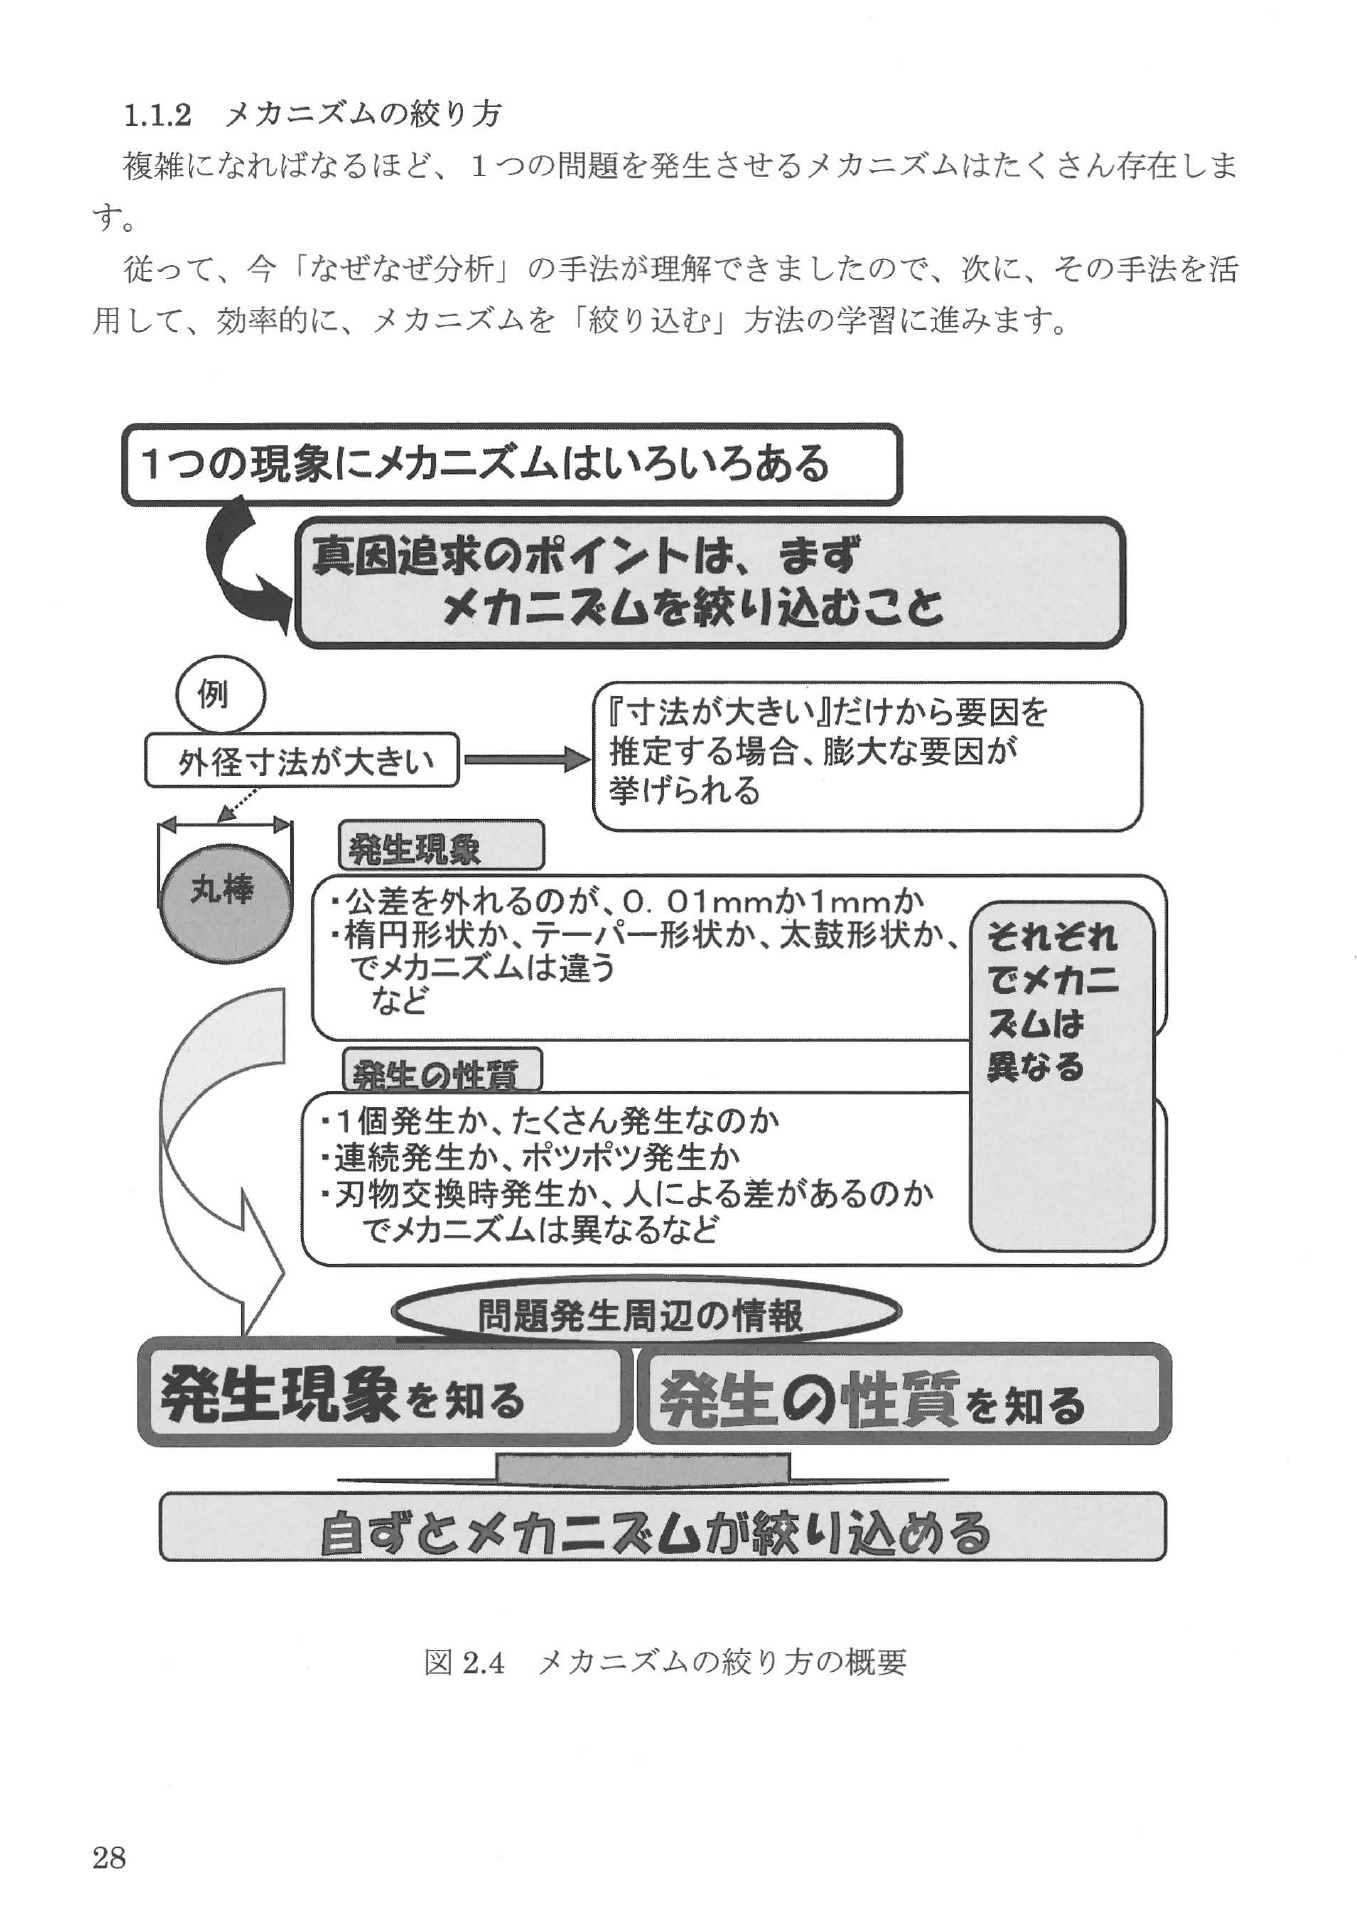 1.1.2　メカニズムの絞り方
複雑になればなるほど、１つの問題を発生させるメカニズムはたくさん存在しま
す。
従って、今「なぜなぜ分析」の手法が理解できましたので、次に、その手法を活
用して、効率的に、メカニズムを「絞り込む」方法の学習に進みます。
１つの現象にメカニズムはいろいろある
真因追求のポイントは、まず
メカニズムを絞り込むこと
例
外径寸法が大きい
『寸法が大きい』だけから要因を
推定する場合、膨大な要因が
挙げられる
丸棒
発生現象
・公差を外れるのが、０．０１ｍｍか１ｍｍか
・楕円形状か、テーパー形状か、太鼓形状か、
でメカニズムは違う
など
それぞれ
でメカニ
ズムは
異なる
発生の性質
・１個発生か、たくさん発生なのか
・連続発生か、ポツポツ発生か
・刃物交換時発生か、人による差があるのか
でメカニズムは異なるなど
問題発生周辺の情報
発生現象を知る
発生の性質を知る
自ずとメカニズムが絞り込める
図 2.4　メカニズムの絞り方の概要
28